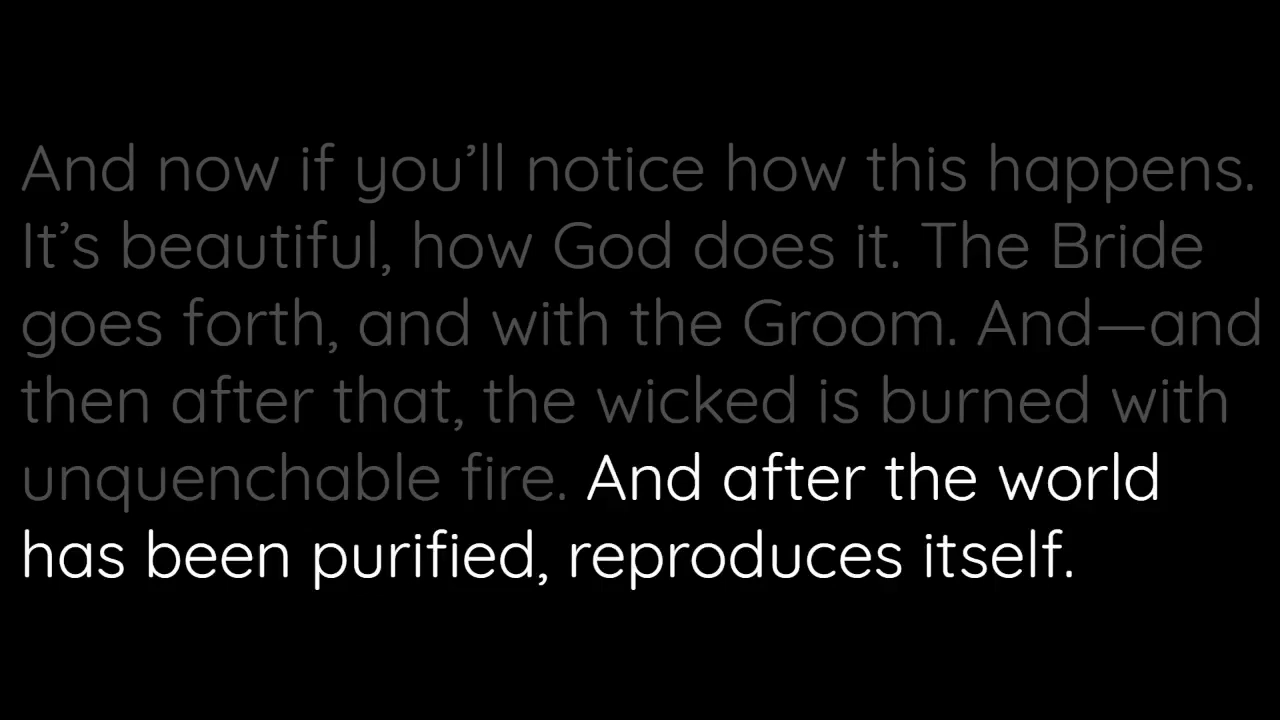 And now if you’ll notice how this happens.
It’s beautiful, how God does it. The Bride
goes forth, and with the Groom. And—and
then after that, the wicked is burned with
unquenchable fire. And after the world
has been purified, reproduces itself.